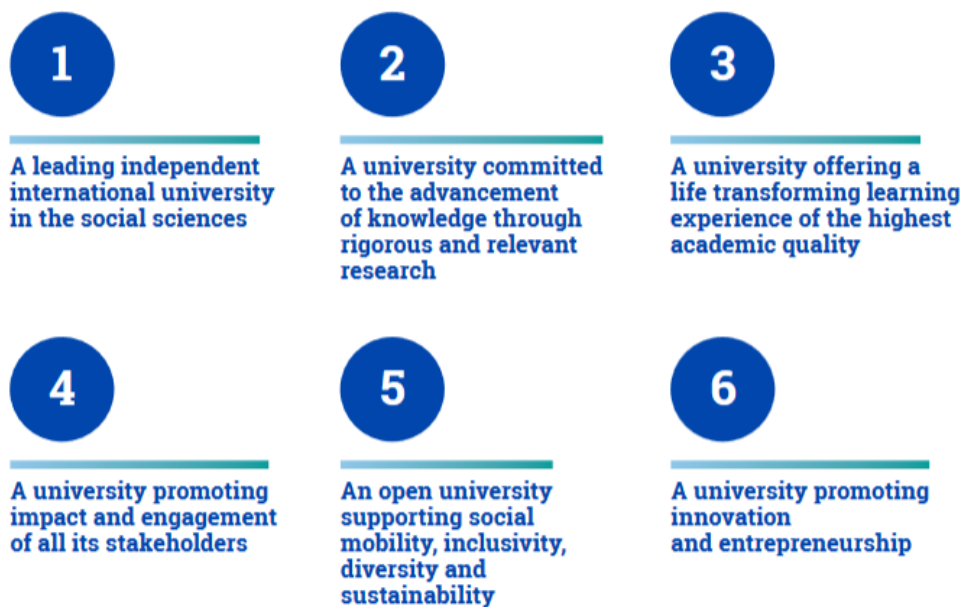 1
A leading independent
international university
in the social sciences
2
A university committed
to the advancement
of knowledge through
rigorous and relevant
research
3
A university offering a
life transforming learning
experience of the highest
academic quality
4
A university promoting
impact and engagement
of all its stakeholders
5
An open university
supporting social
mobility, inclusivity,
diversity and
sustainability
6
A university promoting
innovation
and entrepreneurship